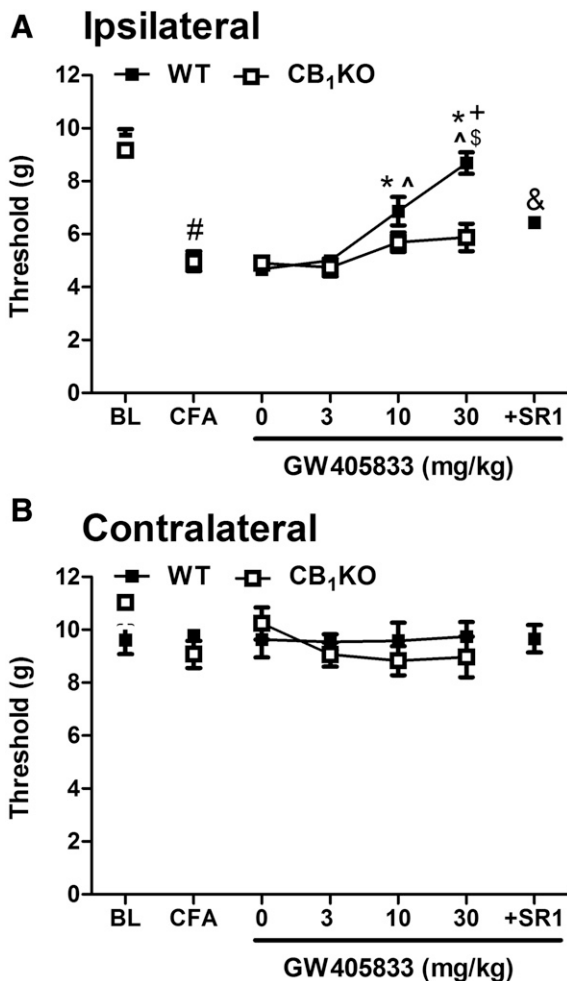 A Ipsilateral
WT CB₁KO
12
10
8
6
4
2
0
Threshold (g)
#
* ^
* +
^ $
&
BL CFA 0 3 10 30 +SR1
GW405833 (mg/kg)
B Contralateral
WT CB₁KO
12
10
8
6
4
2
0
Threshold (g)
BL CFA 0 3 10 30 +SR1
GW405833 (mg/kg)